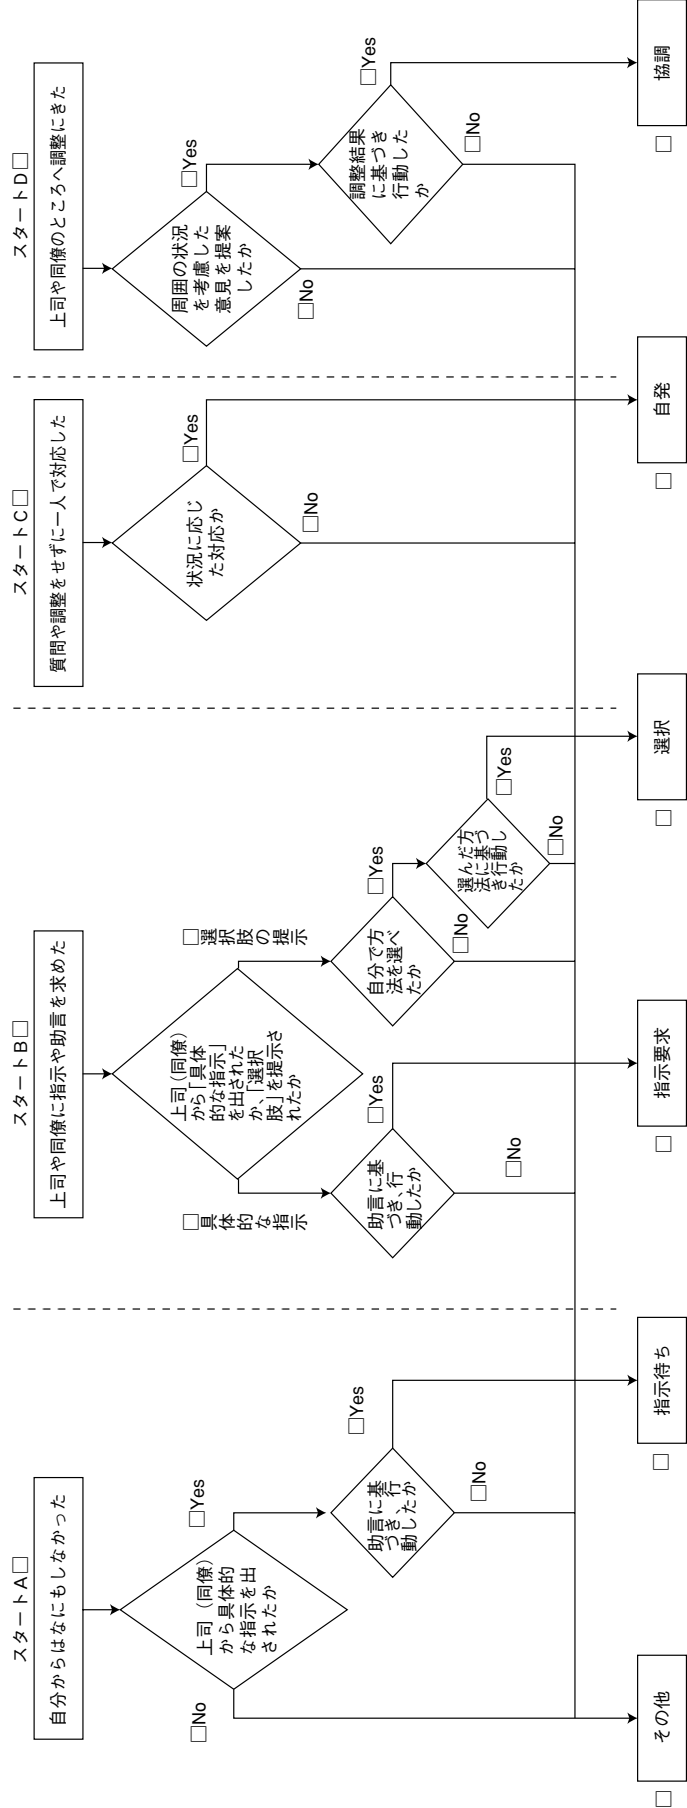 スタートA□
自分からはなにもしなかった
上司（同僚）
から具体的
な指示を出
されたか
□No
□Yes
助言に基
づき、行
動したか
□Yes
□No
スタートB□
上司や同僚に指示や助言を求めた
上司（同僚）
から「具体
的な指示」
を出された
か、「選択
肢」を提示さ
れたか
□具体的な指示
□選択肢の提示
助言に基
づき、行
動したか
□Yes
□No
自分で方
法を選べ
たか
□Yes
□No
選んだ方
法に基づ
き行動し
たか
□Yes
□No
スタートC□
質問や調整をせずに一人で対応した
状況に応じ
た対応か
□Yes
□No
スタートD□
上司や同僚のところへ調整にきた
周囲の状況
を考慮した
意見を提案
したか
□Yes
□No
調整結果
に基づき
行動した
か
□Yes
□No
□ その他
□ 指示待ち
□ 指示要求
□ 選択
□ 自発
□ 協調